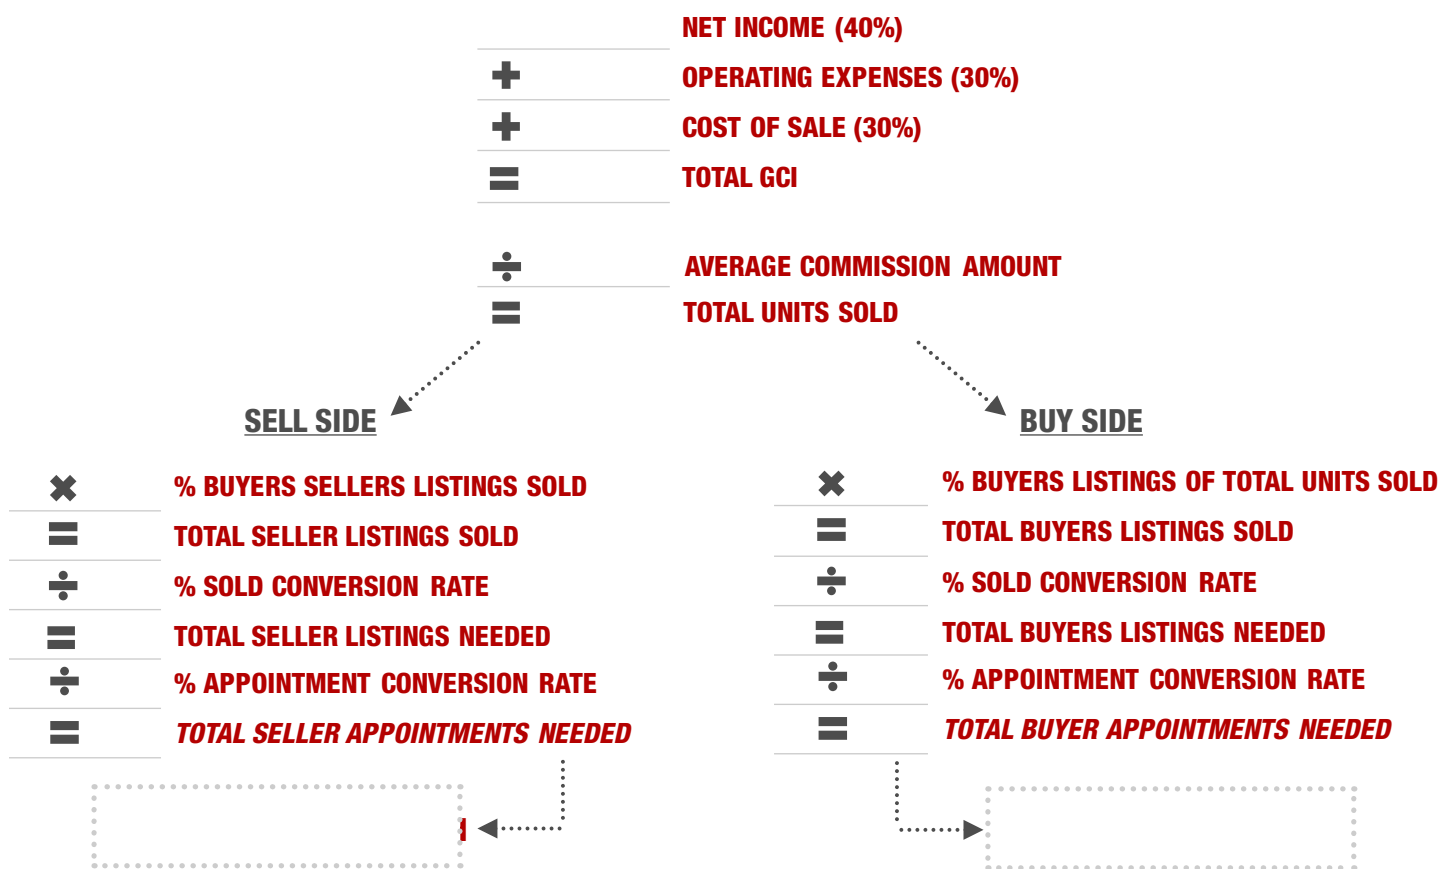 NET INCOME (40%)
+ OPERATING EXPENSES (30%)
+ COST OF SALE (30%)
= TOTAL GCI
÷ AVERAGE COMMISSION AMOUNT
= TOTAL UNITS SOLD
SELL SIDE
× % BUYERS SELLERS LISTINGS SOLD
= TOTAL SELLER LISTINGS SOLD
÷ % SOLD CONVERSION RATE
= TOTAL SELLER LISTINGS NEEDED
÷ % APPOINTMENT CONVERSION RATE
= TOTAL SELLER APPOINTMENTS NEEDED
BUY SIDE
× % BUYERS LISTINGS OF TOTAL UNITS SOLD
= TOTAL BUYERS LISTINGS SOLD
÷ % SOLD CONVERSION RATE
= TOTAL BUYERS LISTINGS NEEDED
÷ % APPOINTMENT CONVERSION RATE
= TOTAL BUYER APPOINTMENTS NEEDED